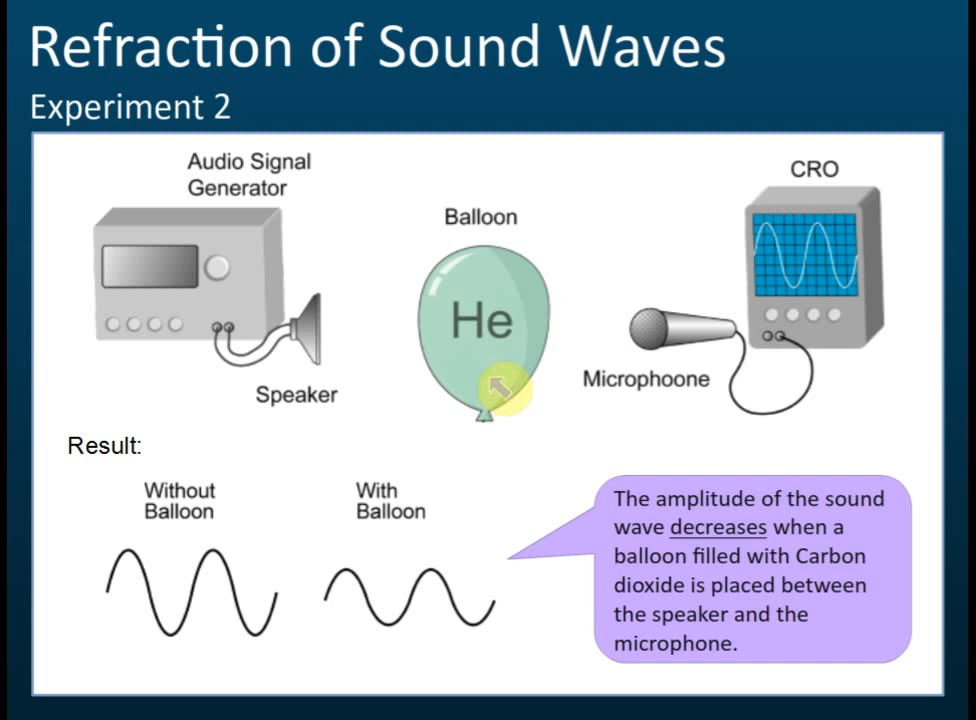 Refraction of Sound Waves
Experiment 2
Audio Signal
Generator
CRO
Balloon
He
Microphoone
Speaker
Result:
Without
Balloon
With
Balloon
The amplitude of the sound
wave decreases when a
balloon filled with Carbon
dioxide is placed between
the speaker and the
microphone.